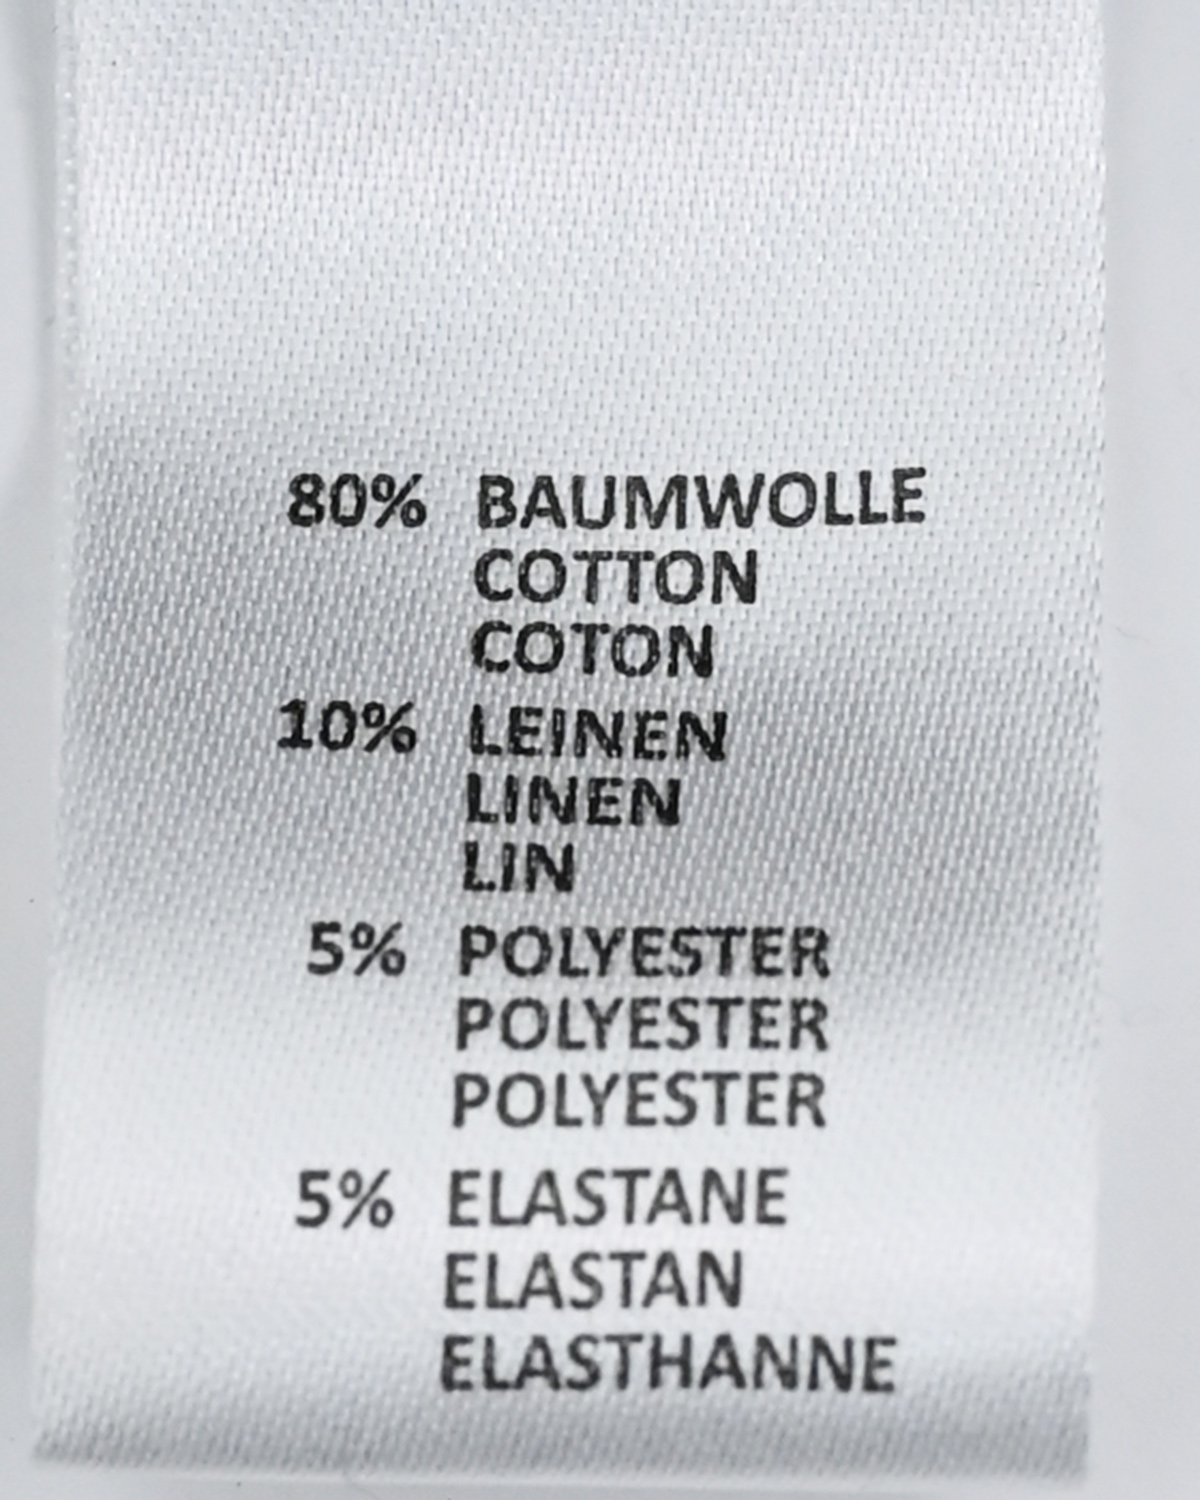 80% BAUMWOLLE
COTTON
COTON
10% LEINEN
LINEN
LIN
5% POLYESTER
POLYESTER
POLYESTER
5% ELASTANE
ELASTAN
ELASTHANNE